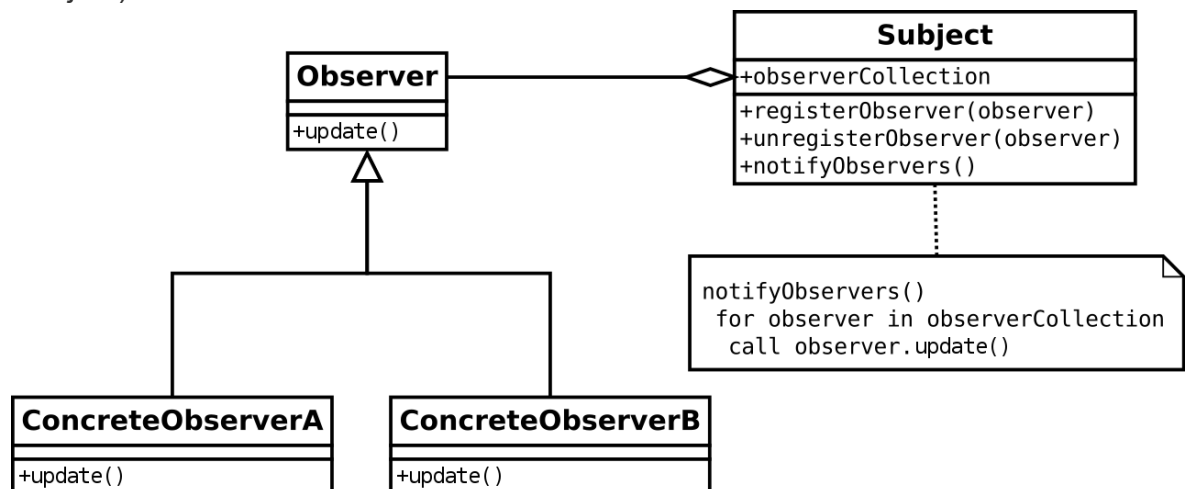 Observer
+update()
Subject
+observerCollection
+registerObserver(observer)
+unregisterObserver(observer)
+notifyObservers()
notifyObservers()
for observer in observerCollection
call observer.update()
ConcreteObserverA
+update()
ConcreteObserverB
+update()